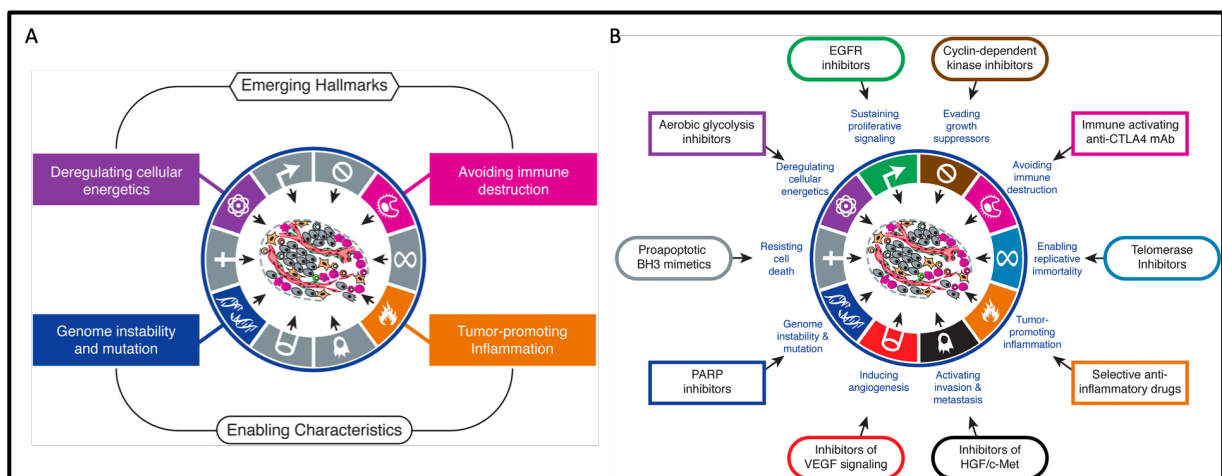 A
Emerging Hallmarks
Deregulating cellular
energetics
Avoiding immune
destruction
Genome instability
and mutation
Tumor-promoting
Inflammation
Enabling Characteristics
B
EGFR
inhibitors
Cyclin-dependent
kinase inhibitors
Sustaining
proliferative
signaling
Evading
growth
suppressors
Aerobic glycolysis
inhibitors
Immune activating
anti-CTLA4 mAb
Deregulating
cellular
energetics
Avoiding
immune
destruction
Proapoptotic
BH3 mimetics
Resisting
cell
death
Enabling
replicative
immortality
Telomerase
Inhibitors
Genome
instability &
mutation
Tumor-
promoting
inflammation
PARP
inhibitors
Inducing
angiogenesis
Activating
invasion &
metastasis
Selective anti-
inflammatory drugs
Inhibitors of
VEGF signaling
Inhibitors of
HGF/c-Met